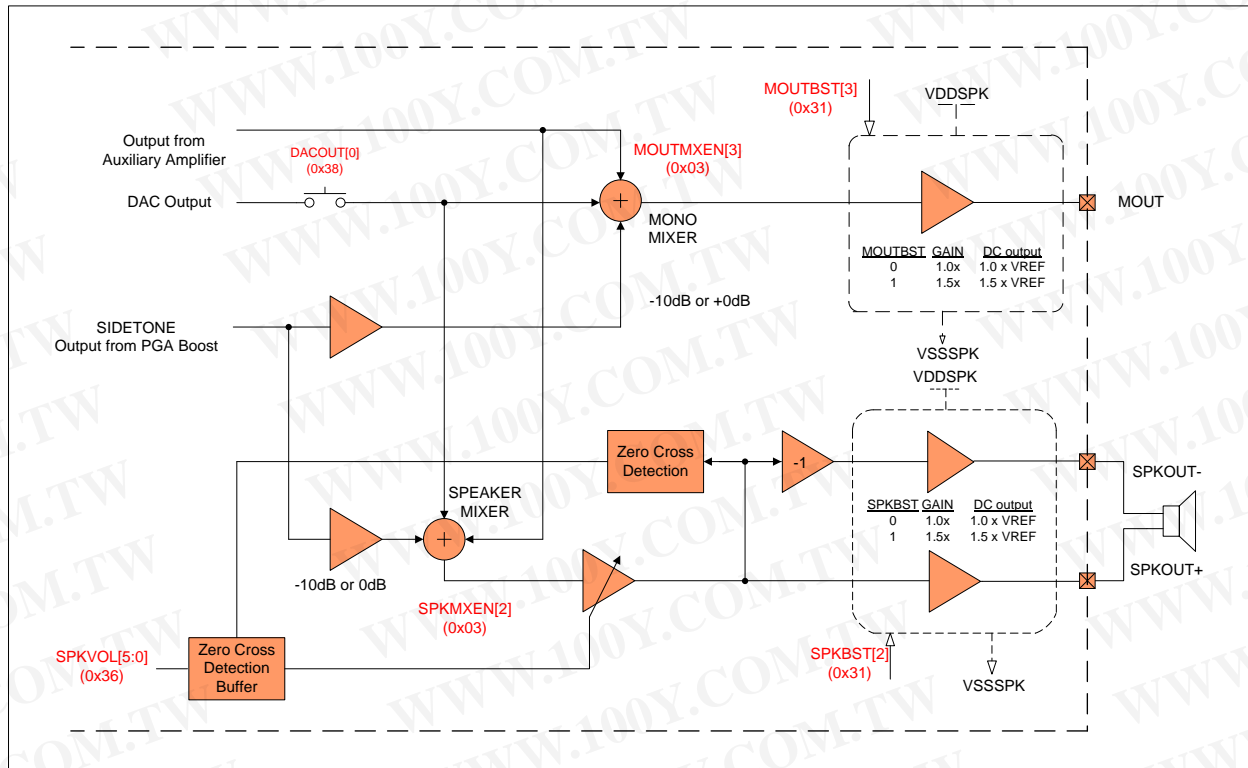 WWW.100Y.COM.TW
MOUTBST[3]
(0x31)
VDDSPK
Output from
Auxiliary Amplifier
DACOUT[0]
(0x38)
MOUTMXEN[3]
(0x03)
DAC Output
+
MONO
MIXER
MOUT
MOUTBST GAIN DC output
0 1.0x 1.0 x VREF
1 1.5x 1.5 x VREF
-10dB or +0dB
SIDETONE
Output from PGA Boost
VSSSPK
VDDSPK
Zero Cross
Detection
-1
SPKOUT-
SPEAKER
MIXER
+
SPKBST GAIN DC output
0 1.0x 1.0 x VREF
1 1.5x 1.5 x VREF
-10dB or 0dB
SPKOUT+
SPKMXEN[2]
(0x03)
SPKVOL[5:0]
(0x36)
Zero Cross
Detection
Buffer
SPKBST[2]
(0x31)
VSSSPK